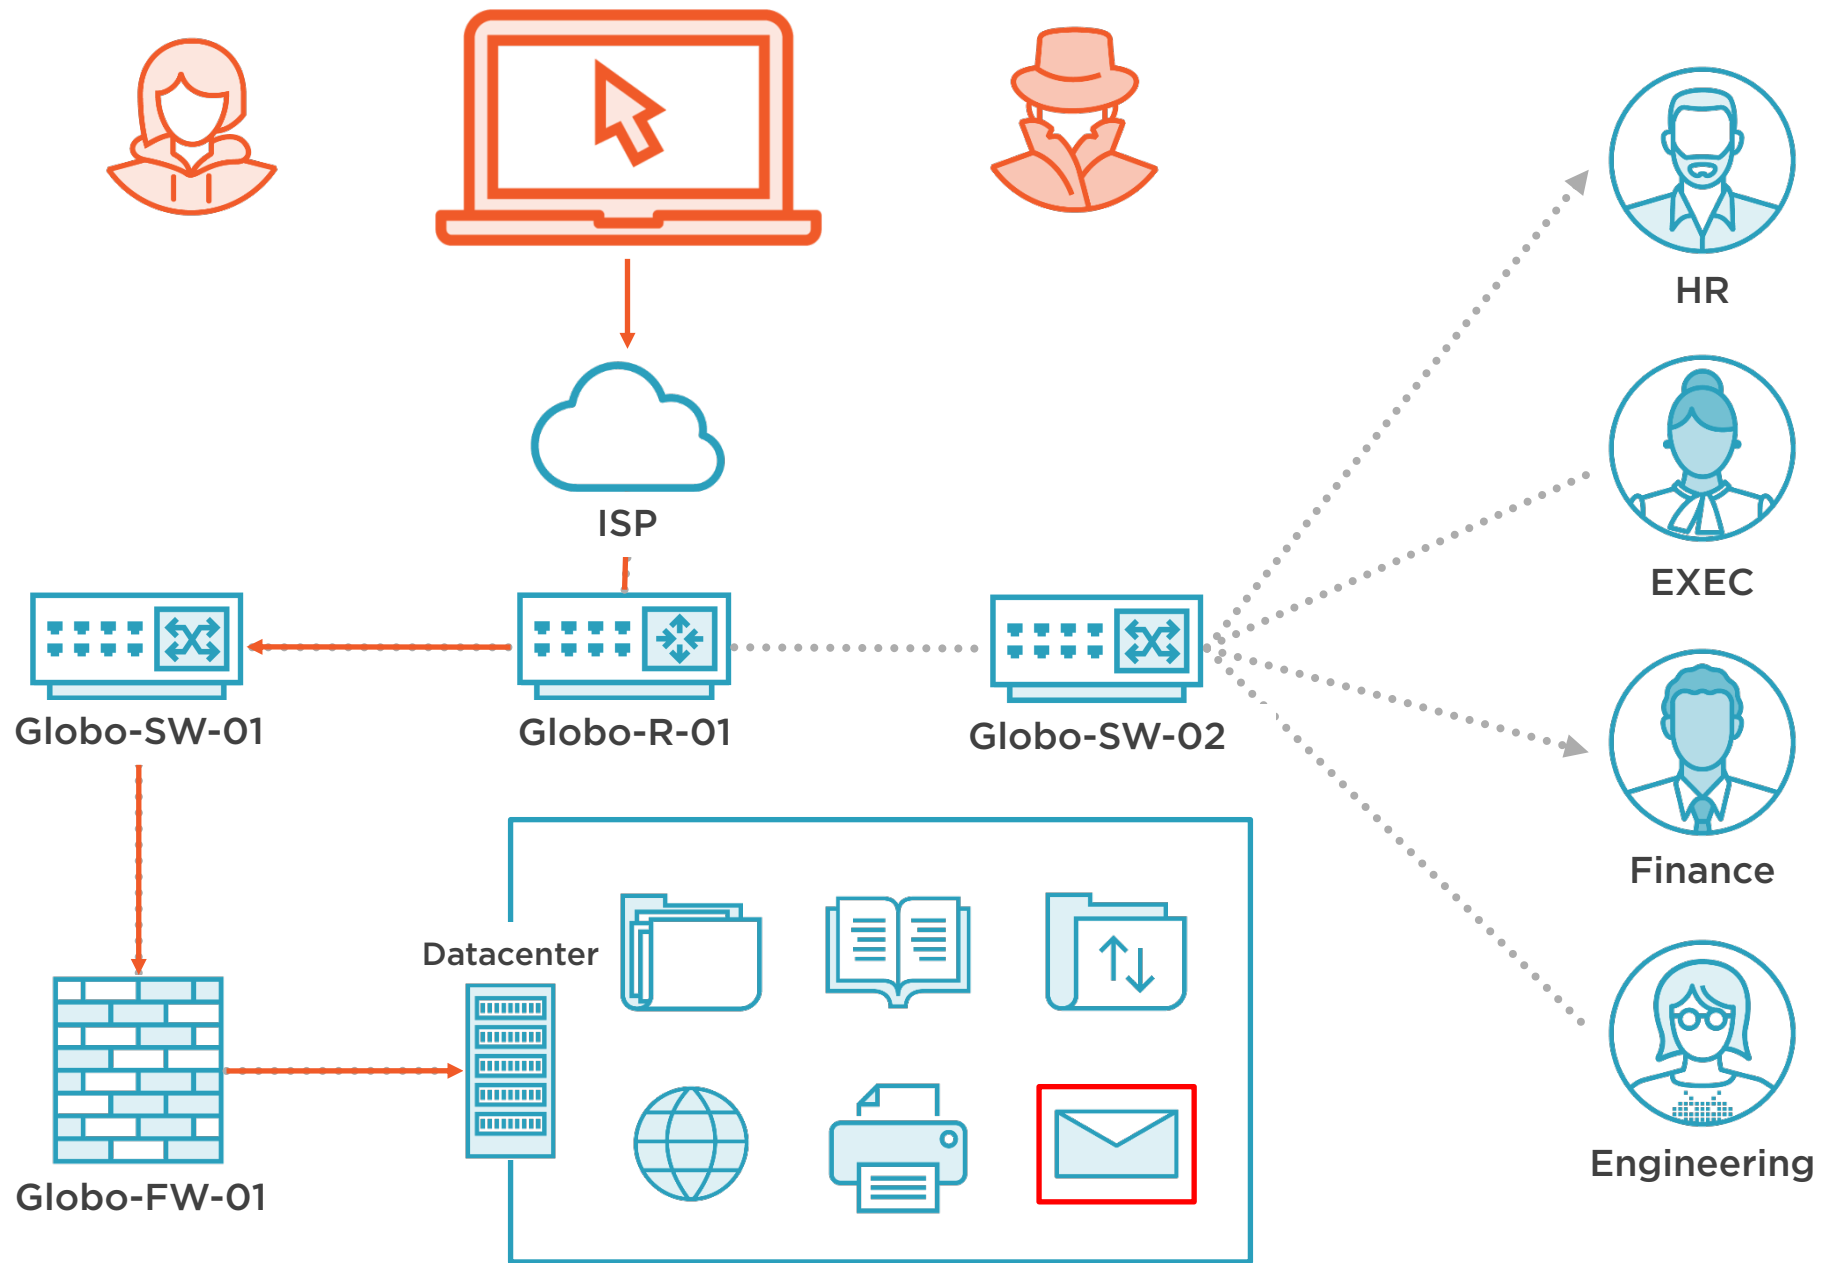 HR
ISP
EXEC
Globo-SW-01
Globo-R-01
Globo-SW-02
Finance
Datacenter
Engineering
Globo-FW-01